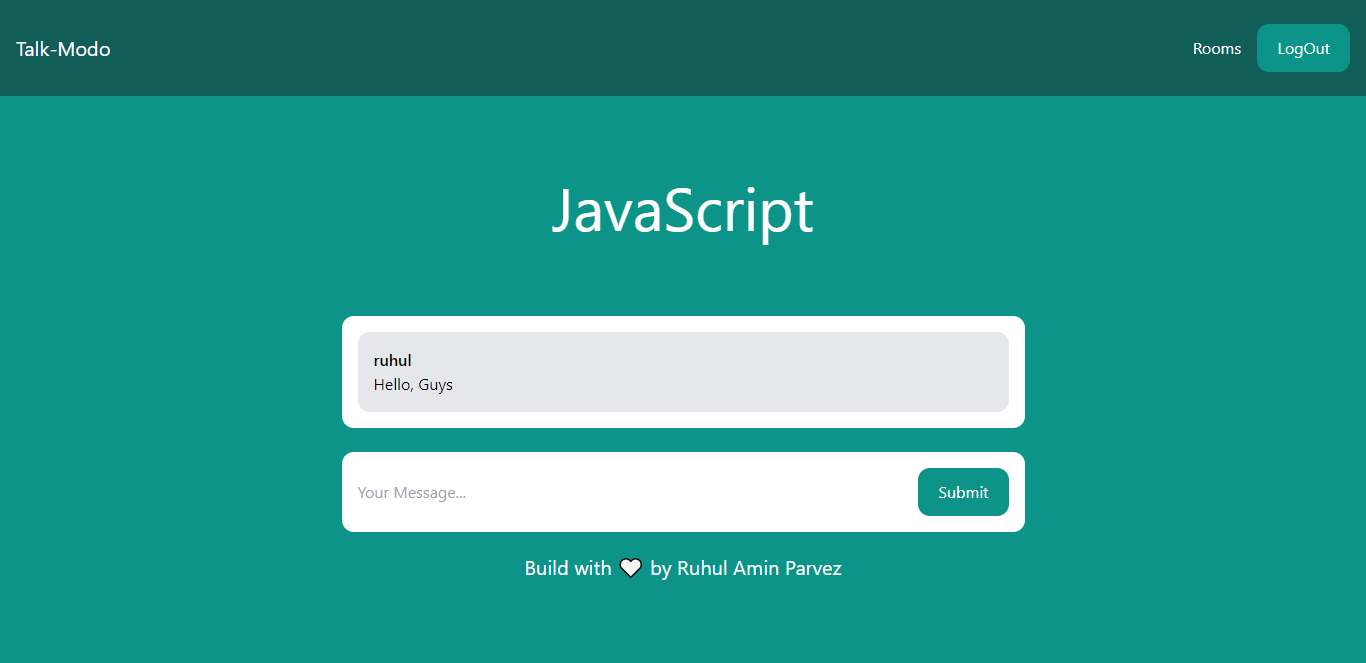 Talk-Modo
Rooms
LogOut
JavaScript
ruhul
Hello, Guys
Your Message...
Submit
Build with 🤍 by Ruhul Amin Parvez